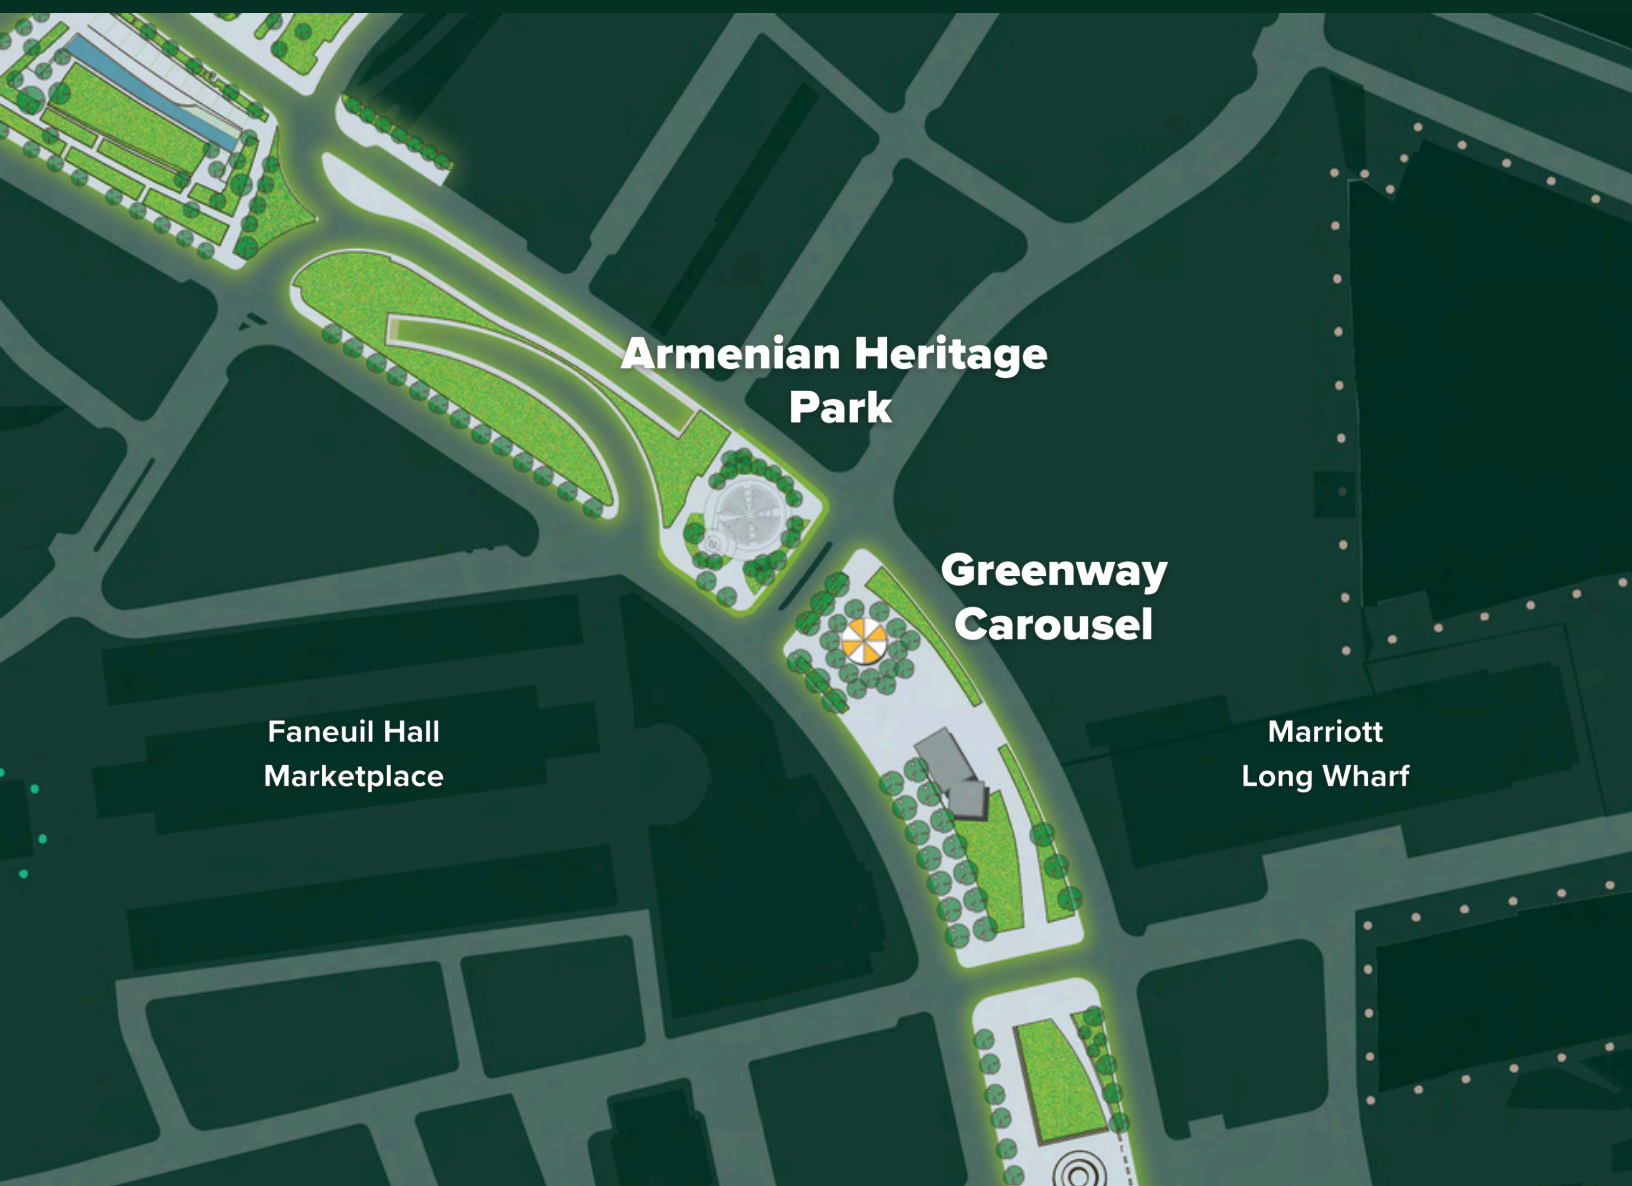 Armenian Heritage
Park
Greenway
Carousel
Faneuil Hall
Marketplace
Marriott
Long Wharf